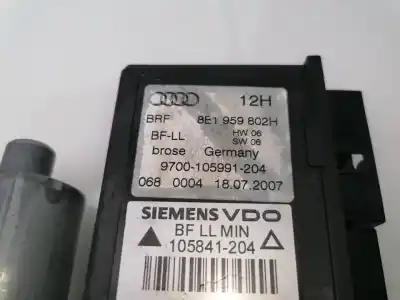 12H
BRF 8E1 959 802H
BF-LL HW 06
SW 06
brose Germany
9700-105991-204
068 0004 18.07.2007
SIEMENS VDO
BF LL MIN
105841-204